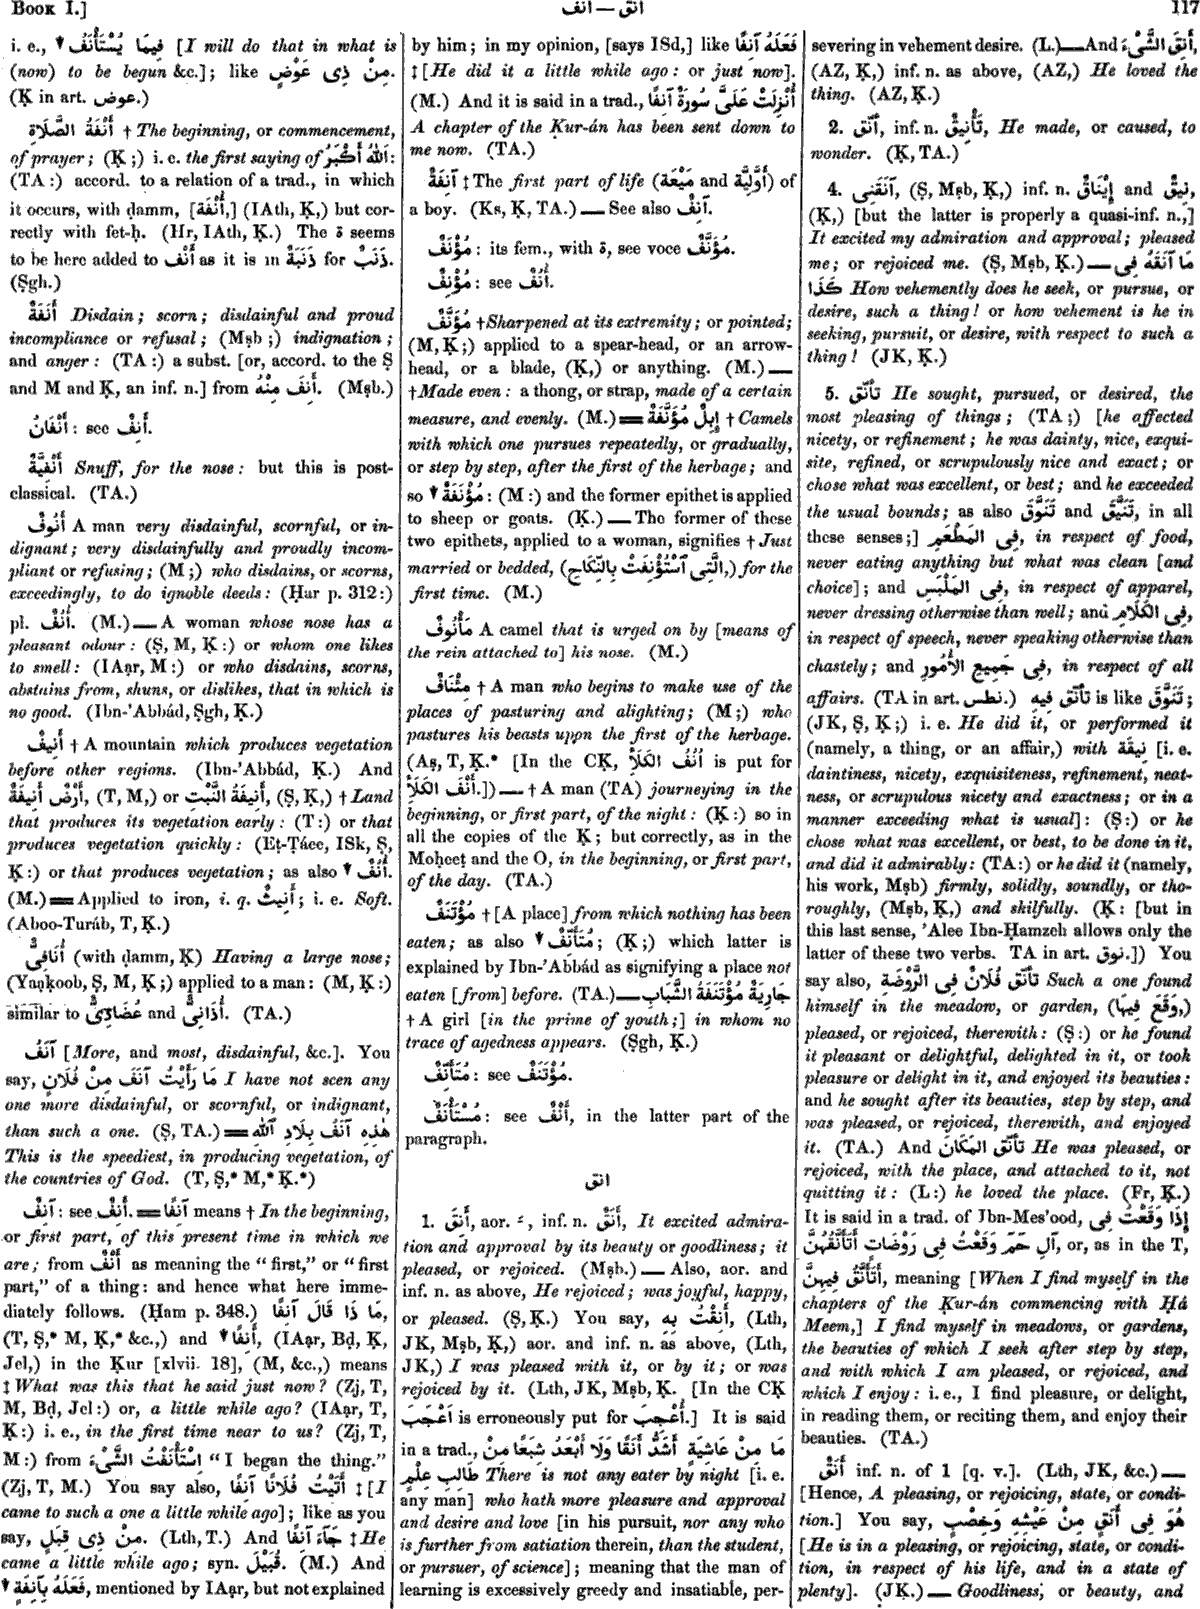 BOOK I.]
انف — انق
117
i. e., ↓ فِيمَا يُسْتَأْنَفُ [I will do that in what is
(now) to be begun &c.]; like مِنْ ذِى عَوْضٍ.
(Ḳ in art. عوض.)
أَنْفَةُ الصَّلَاةِ † The beginning, or commencement,
of prayer; (Ḳ;) i. e. the first saying of اَللّٰهُ أَكْبَرُ:
(TA:) accord. to a relation of a trad., in which
it occurs, with ḍamm, [أُنْفَة,] (IAth, Ḳ,) but cor-
rectly with fet-ḥ. (Hr, IAth, Ḳ.) The ة seems
to be here added to أَنْف as it is in ذَنَبَةٌ for ذَنَبٌ.
(Ṣgh.)
أَنَفَةٌ Disdain; scorn; disdainful and proud
incompliance or refusal; (Mṣb;) indignation;
and anger: (TA:) a subst. [or, accord. to the Ṣ
and M and Ḳ, an inf. n.] from أَنِفَ مِنْهُ. (Mṣb.)
أَنْفَانُ: see أَنِفٌ.
أَنْفِيَّةٌ Snuff, for the nose: but this is post-
classical. (TA.)
أَنُوفٌ A man very disdainful, scornful, or in-
dignant; very disdainfully and proudly incom-
pliant or refusing; (M;) who disdains, or scorns,
exceedingly, to do ignoble deeds: (Ḥar p. 312:)
pl. أُنُفٌ. (M.) — A woman whose nose has a
pleasant odour: (Ṣ, M, Ḳ:) or whom one likes
to smell: (IAạr, M:) or who disdains, scorns,
abstains from, shuns, or dislikes, that in which is
no good. (Ibn-'Abbád, Ṣgh, Ḳ.)
أَنِيفٌ † A mountain which produces vegetation
before other regions. (Ibn-'Abbád, Ḳ.) And
أَرْضٌ أَنِيفَةٌ, (T, M,) or أَنِيفَةُ النَّبْتِ, (Ṣ, Ḳ,) † Land
that produces its vegetation early: (T:) or that
produces vegetation quickly: (Eṭ-Ṭáee, ISk, Ṣ,
Ḳ:) or that produces vegetation; as also ↓ أُنُفٌ.
(M.) ═ Applied to iron, i. q. أَنِيثٌ; i. e. Soft.
(Aboo-Turáb, T, Ḳ.)
أُنَافِىٌّ (with ḍamm, Ḳ) Having a large nose;
(Yaạḳoob, Ṣ, M, Ḳ;) applied to a man: (M, Ḳ:)
similar to عُضَادِىٌّ and أُذَانِىٌّ. (TA.)
آنَفُ [More, and most, disdainful, &c.]. You
say, مَا رَأَيْتُ آنَفَ مِنْ فُلَانٍ I have not seen any
one more disdainful, or scornful, or indignant,
than such a one. (Ṣ, TA.) ═ هٰذِهِ آنَفُ بِلَادِ ٱللّٰهِ
This is the speediest, in producing vegetation, of
the countries of God. (T, Ṣ,* M,* Ḳ.*)
آنِفٌ: see أَنِفٌ. ═ آنِفًا means † In the beginning,
or first part, of this present time in which we
are; from أَنْفٌ as meaning the "first," or "first
part," of a thing: and hence what here imme-
diately follows. (Ḥam p. 348.) مَا ذَا قَالَ آنِفًا,
(T, Ṣ,* M, Ḳ,* &c.,) and ↓ أَنِفًا, (IAạr, Bḍ, Ḳ,
Jel,) in the Ḳur [xlvii. 18], (M, &c.,) means
‡ What was this that he said just now? (Zj, T,
M, Bḍ, Jel:) or, a little while ago? (IAạr, T,
Ḳ:) i. e., in the first time near to us? (Zj, T,
M:) from اسْتَأْنَفْتُ الشَّىْءَ "I began the thing."
(Zj, T, M.) You say also, أَتَيْتُ فُلَانًا آنِفًا ‡ [I
came to such a one a little while ago]; like as you
say, مِنْ ذِى قُبُلٍ. (Lth, T.) And جَآءَ آنِفًا ‡ He
came a little while ago; syn. قُبَيْلُ. (M.) And
↓ فَعَلَهُ بِآنِفَةٍ, mentioned by IAạr, but not explained
by him; in my opinion, [says ISd,] like فَعَلَهُ آنِفًا
‡ [He did it a little while ago: or just now].
(M.) And it is said in a trad., أُنْزِلَتْ عَلَىَّ سُورَةٌ آنِفًا
A chapter of the Ḳur-án has been sent down to
me now. (TA.)
آنِفَةٌ ‡ The first part of life (مَيْعَة and أَوَّلِيَّة) of
a boy. (Ks, Ḳ, TA.) — See also آنِفٌ.
مُؤْنَفٌ: its fem., with ة, see voce مُؤَنَّفٌ.
مُؤْنِفٌ: see أُنُفٌ.
مُؤَنَّفٌ † Sharpened at its extremity; or pointed;
(M, Ḳ;) applied to a spear-head, or an arrow-
head, or a blade, (Ḳ,) or anything. (M.) —
† Made even: a thong, or strap, made of a certain
measure, and evenly. (M.) ═ إِبِلٌ مُؤَنَّفَةٌ † Camels
with which one pursues repeatedly, or gradually,
or step by step, after the first of the herbage; and
so ↓ مُؤْنَفَةٌ: (M:) and the former epithet is applied
to sheep or goats. (Ḳ.) — The former of these
two epithets, applied to a woman, signifies † Just
married or bedded, (الَّتِى ٱسْتُؤْنِفَتْ بِالنِّكَاحِ,) for the
first time. (M.)
مَأْنُوفٌ A camel that is urged on by [means of
the rein attached to] his nose. (M.)
مِئْنَافٌ † A man who begins to make use of the
places of pasturing and alighting; (M;) who
pastures his beasts upon the first of the herbage.
(Aṣ, T, Ḳ.* [In the CḲ, أُنُفُ الكَلَأِ is put for
أُنُفَ الكَلَأِ.]) — † A man (TA) journeying in the
beginning, or first part, of the night: (Ḳ:) so in
all the copies of the Ḳ; but correctly, as in the
Moḥeeṭ and the O, in the beginning, or first part,
of the day. (TA.)
مُؤْتَنَفٌ † [A place] from which nothing has been
eaten; as also ↓ مُتَأَنَّفٌ; (Ḳ;) which latter is
explained by Ibn-'Abbád as signifying a place not
eaten [from] before. (TA.) — جَارِيَةٌ مُؤْتَنَفَةُ الشَّبَابِ
† A girl [in the prime of youth;] in whom no
trace of agedness appears. (Ṣgh, Ḳ.)
مُتَأَنَّفٌ: see مُؤْتَنَفٌ.
مُسْتَأْنَفٌ: see أَنْفٌ, in the latter part of the
paragraph.
انق
1. أَنِقَ, aor. ـَ, inf. n. أَنَقٌ, It excited admira-
tion and approval by its beauty or goodliness; it
pleased, or rejoiced. (Mṣb.) — Also, aor. and
inf. n. as above, He rejoiced; was joyful, happy,
or pleased. (Ṣ, Ḳ.) You say, أَنِقْتُ بِهِ, (Lth,
JK, Mṣb, Ḳ,) aor. and inf. n. as above, (Lth,
JK,) I was pleased with it, or by it; or was
rejoiced by it. (Lth, JK, Mṣb, Ḳ. [In the CḲ
اَعْجَبَ is erroneously put for أُعْجِبَ.] It is said
in a trad., مَا مِنْ عَاشِيَةٍ أَشَدُّ أَنَقًا وَلَا أَبْعَدُ شِبَعًا مِنْ
طَالِبِ عِلْمٍ There is not any eater by night [i. e.
any man] who hath more pleasure and approval
and desire and love [in his pursuit, nor any who
is further from satiation therein, than the student,
or pursuer, of science]; meaning that the man of
learning is excessively greedy and insatiable, per-
severing in vehement desire. (L.) — And أَنِقَ الشَّىْءَ,
(AZ, Ḳ,) inf. n. as above, (AZ,) He loved the
thing. (AZ, Ḳ.)
2. أَنَّقَ, inf. n. تَأْنِيقٌ, He made, or caused, to
wonder. (Ḳ, TA.)
4. آنَقَنِى, (Ṣ, Mṣb, Ḳ,) inf. n. إِينَاقٌ and نِيقٌ,
(Ḳ,) [but the latter is properly a quasi-inf. n.,]
It excited my admiration and approval; pleased
me; or rejoiced me. (Ṣ, Mṣb, Ḳ.) — مَا آنَقَهُ فِى
كَذَا How vehemently does he seek, or pursue, or
desire, such a thing! or how vehement is he in
seeking, pursuit, or desire, with respect to such a
thing! (JK, Ḳ.)
5. تأنّق He sought, pursued, or desired, the
most pleasing of things; (TA;) [he affected
nicety, or refinement; he was dainty, nice, exqui-
site, refined, or scrupulously nice and exact; or
chose what was excellent, or best; and he exceeded
the usual bounds; as also تَنَوَّقَ and تَنَيَّقَ, in all
these senses;] فِى المَطْعَمِ, in respect of food,
never eating anything but what was clean [and
choice]; and فِى المَلْبَسِ, in respect of apparel,
never dressing otherwise than well; and فِى الكَلَامِ,
in respect of speech, never speaking otherwise than
chastely; and فِى جَمِيعِ الأُمُورِ, in respect of all
affairs. (TA in art. نطس.) تأنّق فِيهِ is like تَنَوَّقَ;
(JK, Ṣ, Ḳ;) i. e. He did it, or performed it
(namely, a thing, or an affair,) with نِيقَة [i. e.
daintiness, nicety, exquisiteness, refinement, neat-
ness, or scrupulous nicety and exactness; or in a
manner exceeding what is usual]: (Ṣ:) or he
chose what was excellent, or best, to be done in it,
and did it admirably: (TA:) or he did it (namely,
his work, Mṣb) firmly, solidly, soundly, or tho-
roughly, (Mṣb, Ḳ,) and skilfully. (Ḳ: [but in
this last sense, 'Alee Ibn-Ḥamzeh allows only the
latter of these two verbs. TA in art. نوق.]) You
say also, تأنّق فُلَانٌ فِى الرَّوْضَةِ Such a one found
himself in the meadow, or garden, (وَقَعَ فِيهَا,)
pleased, or rejoiced, therewith: (Ṣ:) or he found
it pleasant or delightful, delighted in it, or took
pleasure or delight in it, and enjoyed its beauties:
and he sought after its beauties, step by step, and
was pleased, or rejoiced, therewith, and enjoyed
it. (TA.) And تأنّق المَكَانَ He was pleased, or
rejoiced, with the place, and attached to it, not
quitting it: (L:) he loved the place. (Fr, Ḳ.)
It is said in a trad. of Ibn-Mes'ood, إِذَا وَقَعْتُ فِى
آلِ حٰمٓ وَقَعْتُ فِى رَوْضَاتٍ أَتَأَنَّقُهُنَّ, or, as in the T,
أَتَأَنَّقُ فِيهِنَّ, meaning [When I find myself in the
chapters of the Ḳur-án commencing with Ḥá
Meem,] I find myself in meadows, or gardens,
the beauties of which I seek after step by step,
and with which I am pleased, or rejoiced, and
which I enjoy: i. e., I find pleasure, or delight,
in reading them, or reciting them, and enjoy their
beauties. (TA.)
أَنَقٌ inf. n. of 1 [q. v.]. (Lth, JK, &c.) —
[Hence, A pleasing, or rejoicing, state, or condi-
tion.] You say, هُوَ فِى أَنَقٍ مِنْ عَيْشِهِ وَخِصْبٍ
[He is in a pleasing, or rejoicing, state, or condi-
tion, in respect of his life, and in a state of
plenty]. (JK.) — Goodliness, or beauty, and